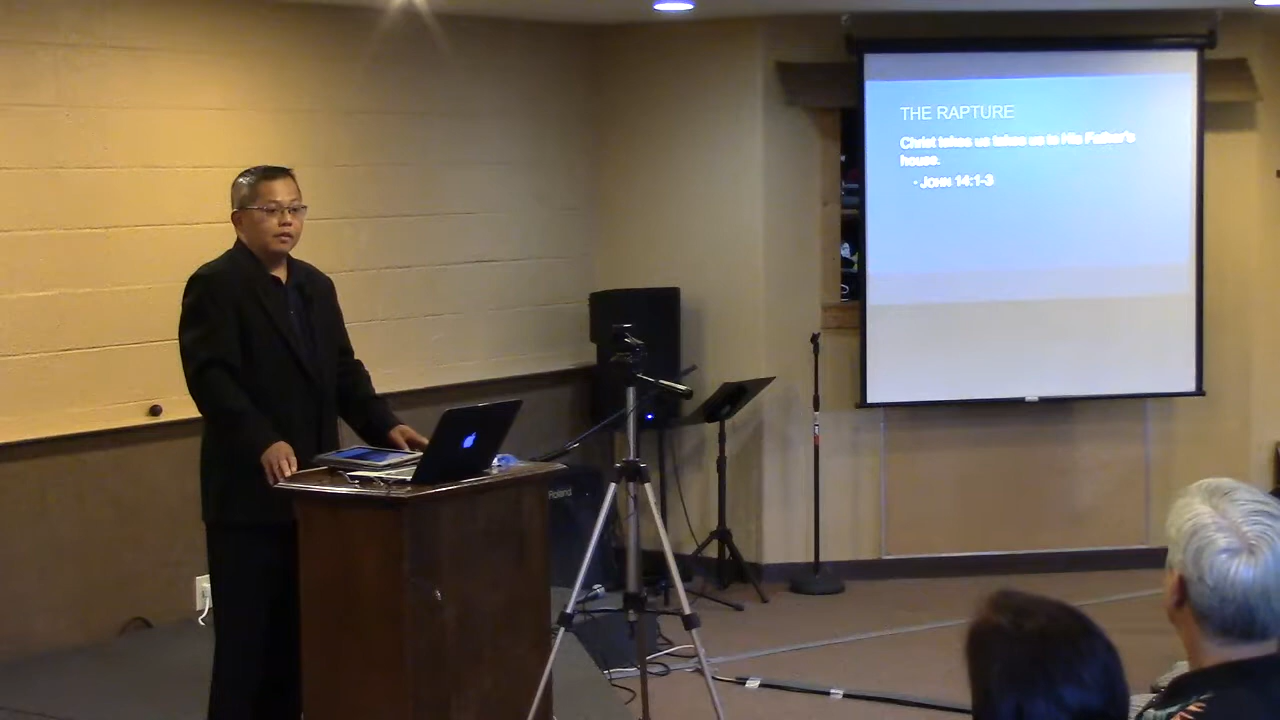 THE RAPTURE
Christ takes us takes us to His Father's
house.
• JOHN 14:1-3
Roland